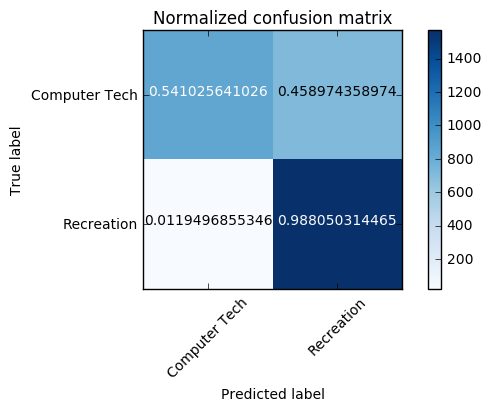 Normalized confusion matrix
True label
Computer Tech
0.541025641026
0.458974358974
Recreation
0.0119496855346
0.988050314465
Computer Tech
Recreation
Predicted label
1400
1200
1000
800
600
400
200